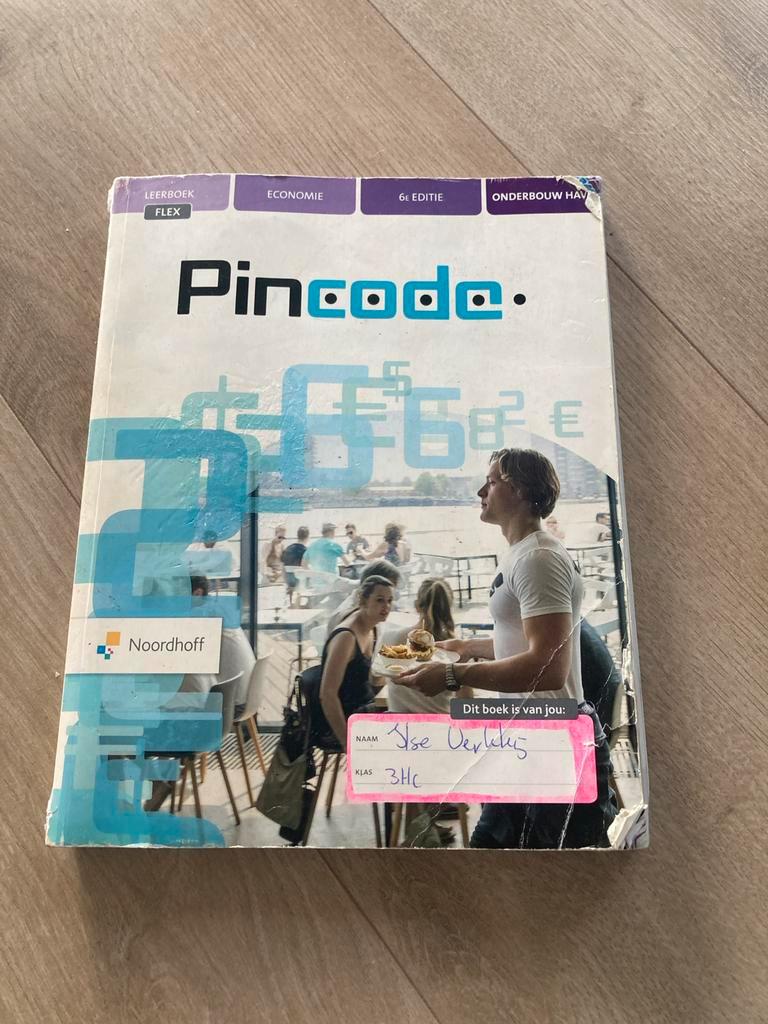 LEERBOEK
FLEX
ECONOMIE
6E EDITIE
ONDERBOUW HAV
Pincode
Noordhoff
Dit boek is van jou:
NAAM Ilse
KLAS 3Hc